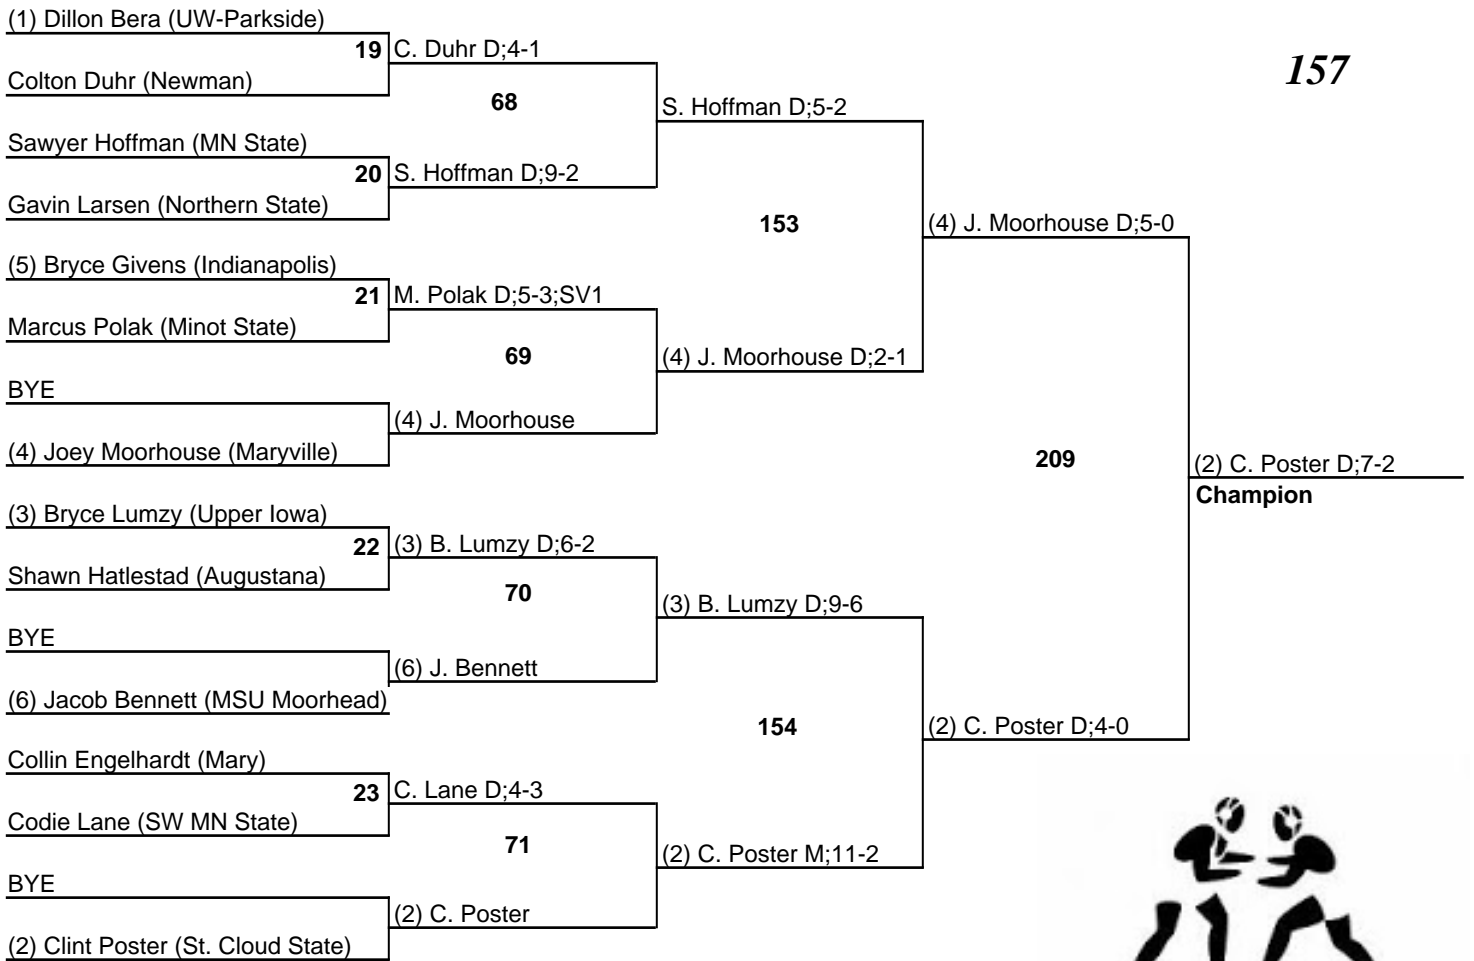 (1) Dillon Bera (UW-Parkside)
19 C. Duhr D;4-1
157
Colton Duhr (Newman)
68
S. Hoffman D;5-2
Sawyer Hoffman (MN State)
20 S. Hoffman D;9-2
Gavin Larsen (Northern State)
153
(4) J. Moorhouse D;5-0
(5) Bryce Givens (Indianapolis)
21 M. Polak D;5-3;SV1
Marcus Polak (Minot State)
69
(4) J. Moorhouse D;2-1
BYE
(4) J. Moorhouse
(4) Joey Moorhouse (Maryville)
209
(2) C. Poster D;7-2
Champion
(3) Bryce Lumzy (Upper Iowa)
22 (3) B. Lumzy D;6-2
Shawn Hatlestad (Augustana)
70
(3) B. Lumzy D;9-6
BYE
(6) J. Bennett
(6) Jacob Bennett (MSU Moorhead)
154
(2) C. Poster D;4-0
Collin Engelhardt (Mary)
23 C. Lane D;4-3
Codie Lane (SW MN State)
71
(2) C. Poster M;11-2
BYE
(2) C. Poster
(2) Clint Poster (St. Cloud State)